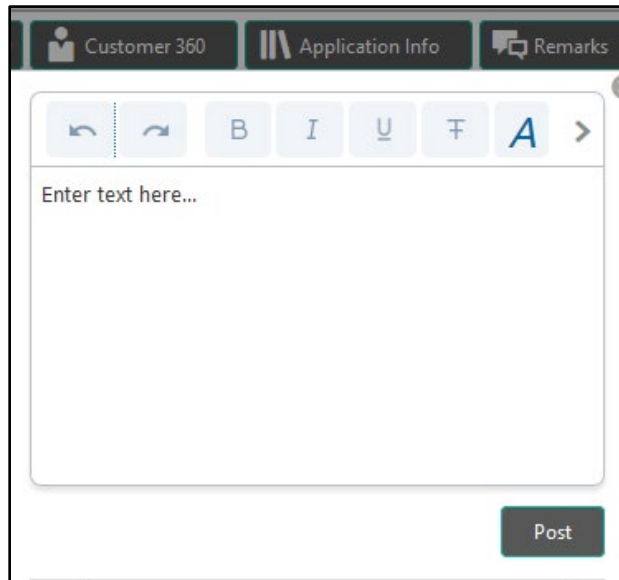 Customer 360 Application Info Remarks
B I U T A
Enter text here...
Post